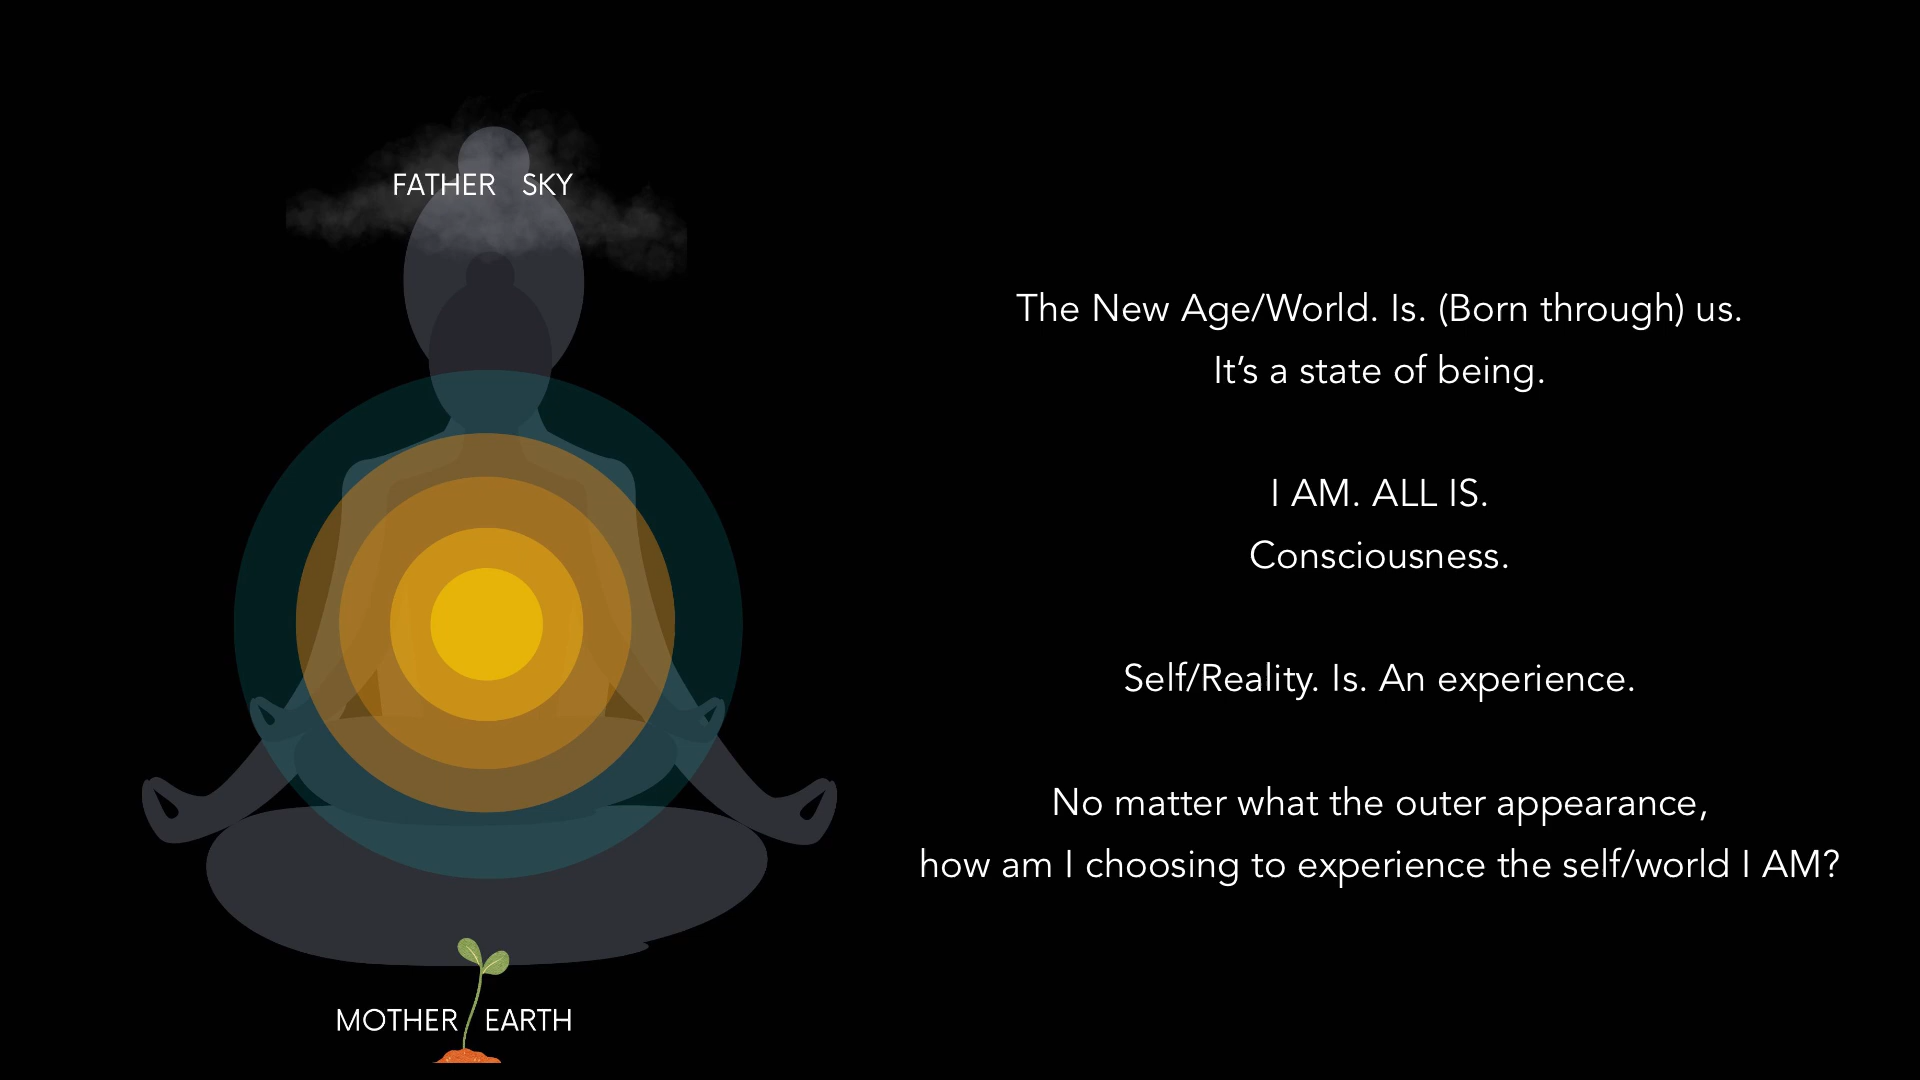 FATHER SKY
The New Age/World. Is. (Born through) us.
It’s a state of being.
I AM. ALL IS.
Consciousness.
Self/Reality. Is. An experience.
No matter what the outer appearance,
how am I choosing to experience the self/world I AM?
MOTHER EARTH